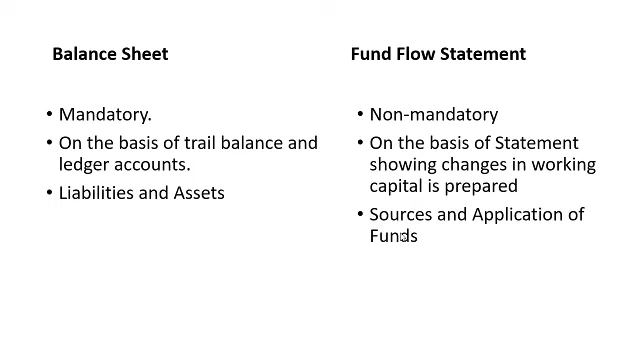 Balance Sheet
• Mandatory.
• On the basis of trail balance and
ledger accounts.
• Liabilities and Assets
Fund Flow Statement
• Non-mandatory
• On the basis of Statement
showing changes in working
capital is prepared
• Sources and Application of
Funds